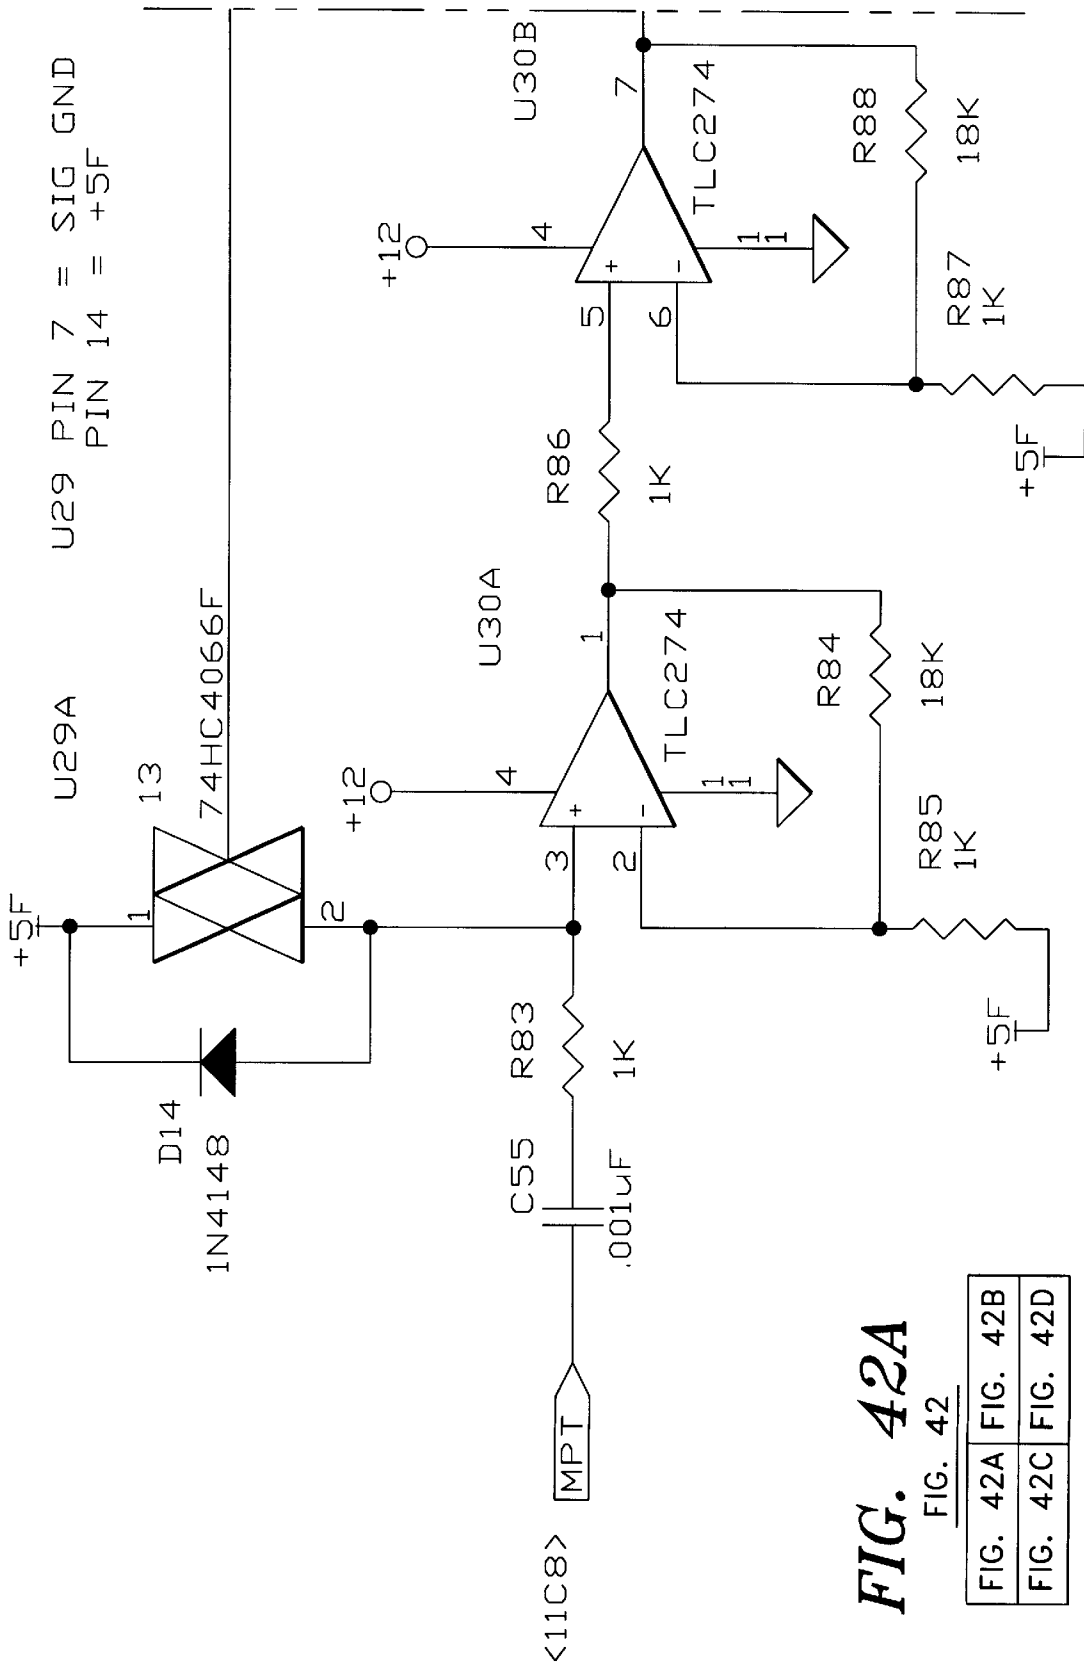 U29 PIN 7 = SIG GND
PIN 14 = +5F
+5F
U29A
1
13
2
74HC4066F
D14
1N4148
+12
4
U30A
3
+
1
2
-
TLC274
11
<11C8>
MPT
C55
.001uF
R83
1K
R84
18K
R85
1K
+5F
R86
1K
+12
4
U30B
5
+
7
6
-
TLC274
11
R88
18K
R87
1K
+5F
FIG. 42A
FIG. 42
FIG. 42A FIG. 42B
FIG. 42C FIG. 42D